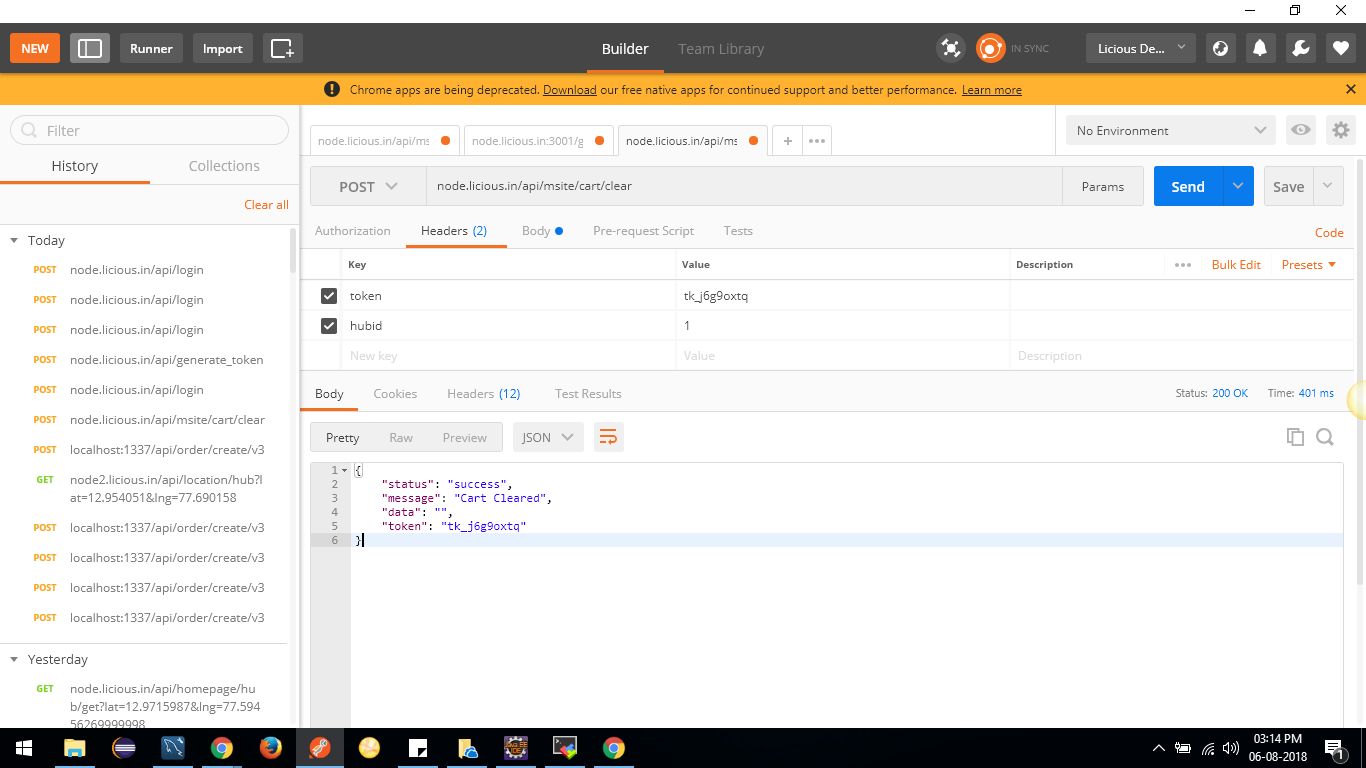 NEW
Runner
Import
Builder
Team Library
IN SYNC
Licious De...
Chrome apps are being deprecated. Download our free native apps for continued support and better performance. Learn more
Filter
History
Collections
Clear all
Today
POST node.licious.in/api/login
POST node.licious.in/api/login
POST node.licious.in/api/login
POST node.licious.in/api/generate_token
POST node.licious.in/api/login
POST node.licious.in/api/msite/cart/clear
POST localhost:1337/api/order/create/v3
GET node2.licious.in/api/location/hub?l
at=12.954051&lng=77.690158
POST localhost:1337/api/order/create/v3
POST localhost:1337/api/order/create/v3
POST localhost:1337/api/order/create/v3
POST localhost:1337/api/order/create/v3
Yesterday
GET node.licious.in/api/homepage/hu
b/get?lat=12.9715987&lng=77.594
56269999998
node.licious.in/api/ms
node.licious.in:3001/g
node.licious.in/api/ms
No Environment
POST
node.licious.in/api/msite/cart/clear
Params
Send
Save
Authorization
Headers (2)
Body
Pre-request Script
Tests
Code
Key Value Description
Bulk Edit
Presets
token tk_j6g9oxtq
hubid 1
New key Value Description
Body
Cookies
Headers (12)
Test Results
Status: 200 OK
Time: 401 ms
Pretty
Raw
Preview
JSON
1 {
2 "status": "success",
3 "message": "Cart Cleared",
4 "data": "",
5 "token": "tk_j6g9oxtq"
6 }
03:14 PM
06-08-2018
1